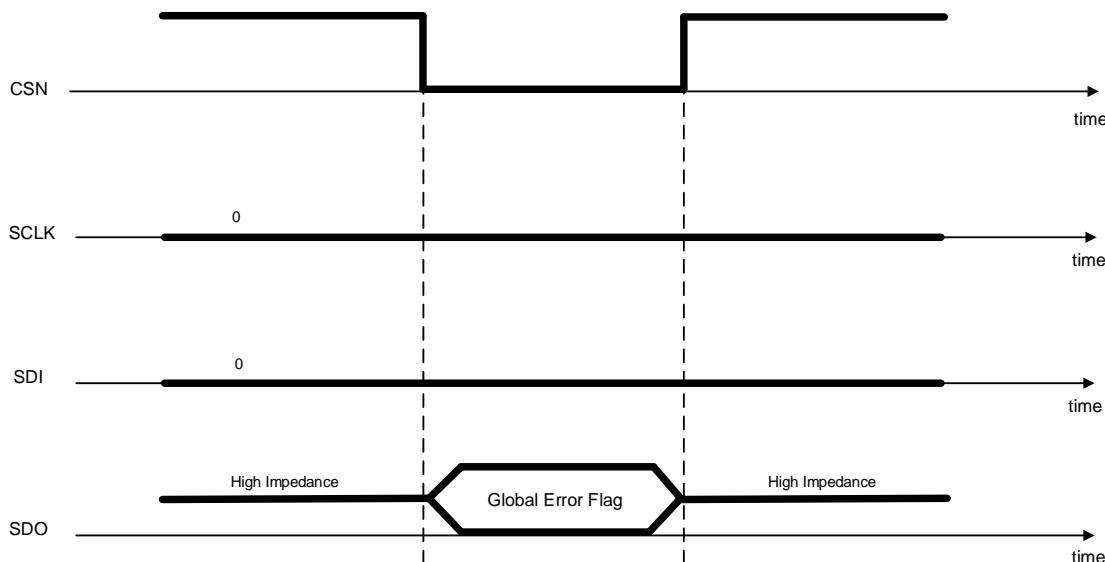 CSN
time
0
SCLK
time
0
SDI
time
High Impedance
High Impedance
Global Error Flag
SDO
time